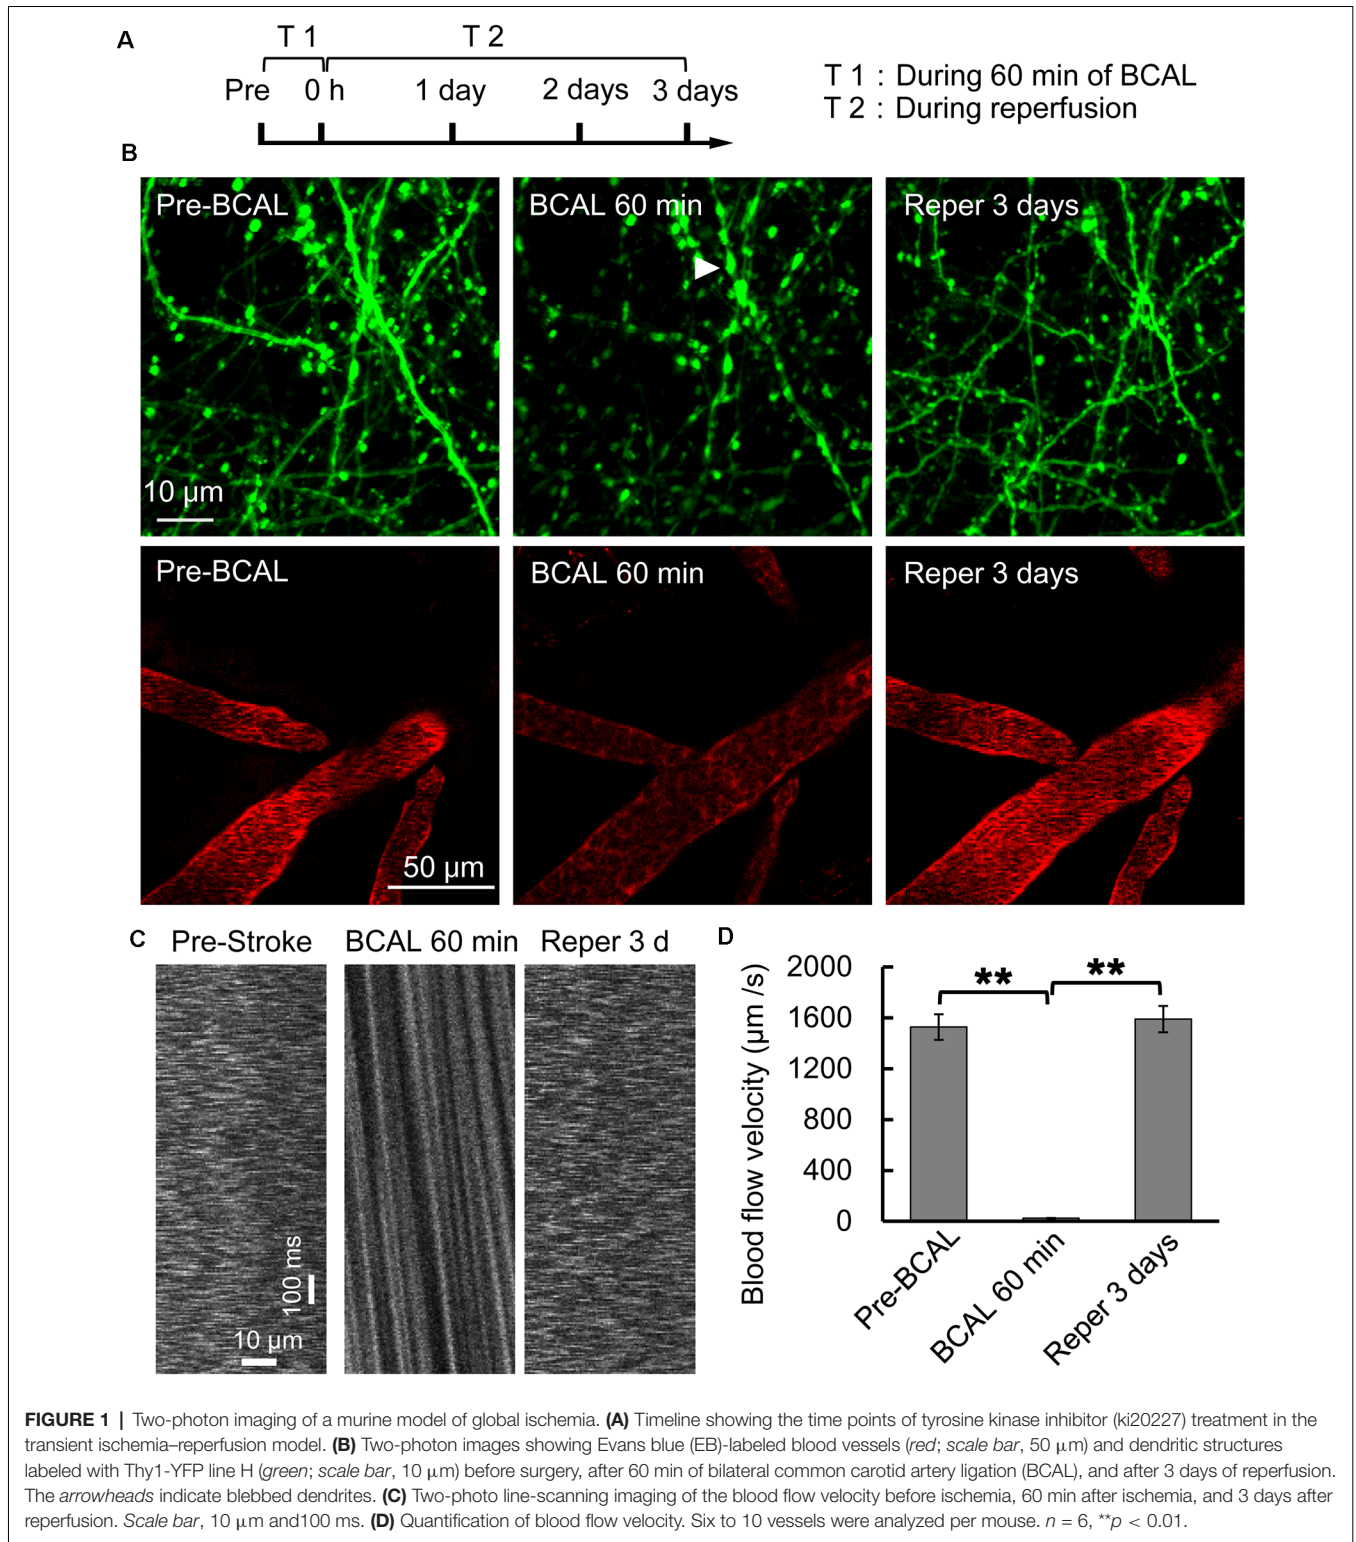 A
T 1 T 2
Pre 0 h 1 day 2 days 3 days
T 1 : During 60 min of BCAL
T 2 : During reperfusion
B
Pre-BCAL BCAL 60 min Reper 3 days
10 µm
Pre-BCAL BCAL 60 min Reper 3 days
50 µm
C Pre-Stroke BCAL 60 min Reper 3 d
100 ms
10 µm
D
Blood flow velocity (µm /s)
2000
1600
1200
800
400
0
** **
Pre-BCAL
BCAL 60 min
Reper 3 days
FIGURE 1 | Two-photon imaging of a murine model of global ischemia. (A) Timeline showing the time points of tyrosine kinase inhibitor (ki20227) treatment in the
transient ischemia–reperfusion model. (B) Two-photon images showing Evans blue (EB)-labeled blood vessels (red; scale bar, 50 µm) and dendritic structures
labeled with Thy1-YFP line H (green; scale bar, 10 µm) before surgery, after 60 min of bilateral common carotid artery ligation (BCAL), and after 3 days of reperfusion.
The arrowheads indicate blebbed dendrites. (C) Two-photo line-scanning imaging of the blood flow velocity before ischemia, 60 min after ischemia, and 3 days after
reperfusion. Scale bar, 10 µm and100 ms. (D) Quantification of blood flow velocity. Six to 10 vessels were analyzed per mouse. n = 6, **p < 0.01.